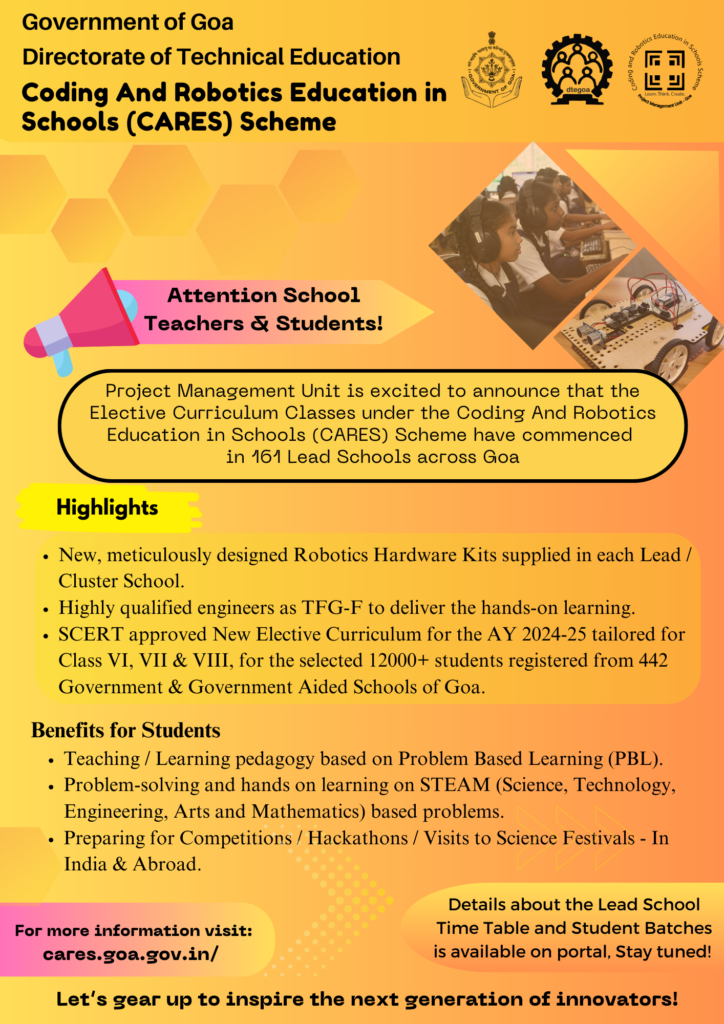 Government of Goa
Directorate of Technical Education
Coding And Robotics Education in
Schools (CARES) Scheme
GOVERNMENT OF GOA
dtegoa
Coding and Robotics Education in Schools Scheme
Learn. Think. Create.
Project Management Unit - Goa
Attention School
Teachers & Students!
Project Management Unit is excited to announce that the
Elective Curriculum Classes under the Coding And Robotics
Education in Schools (CARES) Scheme have commenced
in 161 Lead Schools across Goa
Highlights
• New, meticulously designed Robotics Hardware Kits supplied in each Lead /
Cluster School.
• Highly qualified engineers as TFG-F to deliver the hands-on learning.
• SCERT approved New Elective Curriculum for the AY 2024-25 tailored for
Class VI, VII & VIII, for the selected 12000+ students registered from 442
Government & Government Aided Schools of Goa.
Benefits for Students
• Teaching / Learning pedagogy based on Problem Based Learning (PBL).
• Problem-solving and hands on learning on STEAM (Science, Technology,
Engineering, Arts and Mathematics) based problems.
• Preparing for Competitions / Hackathons / Visits to Science Festivals - In
India & Abroad.
For more information visit:
cares.goa.gov.in/
Details about the Lead School
Time Table and Student Batches
is available on portal, Stay tuned!
Let's gear up to inspire the next generation of innovators!